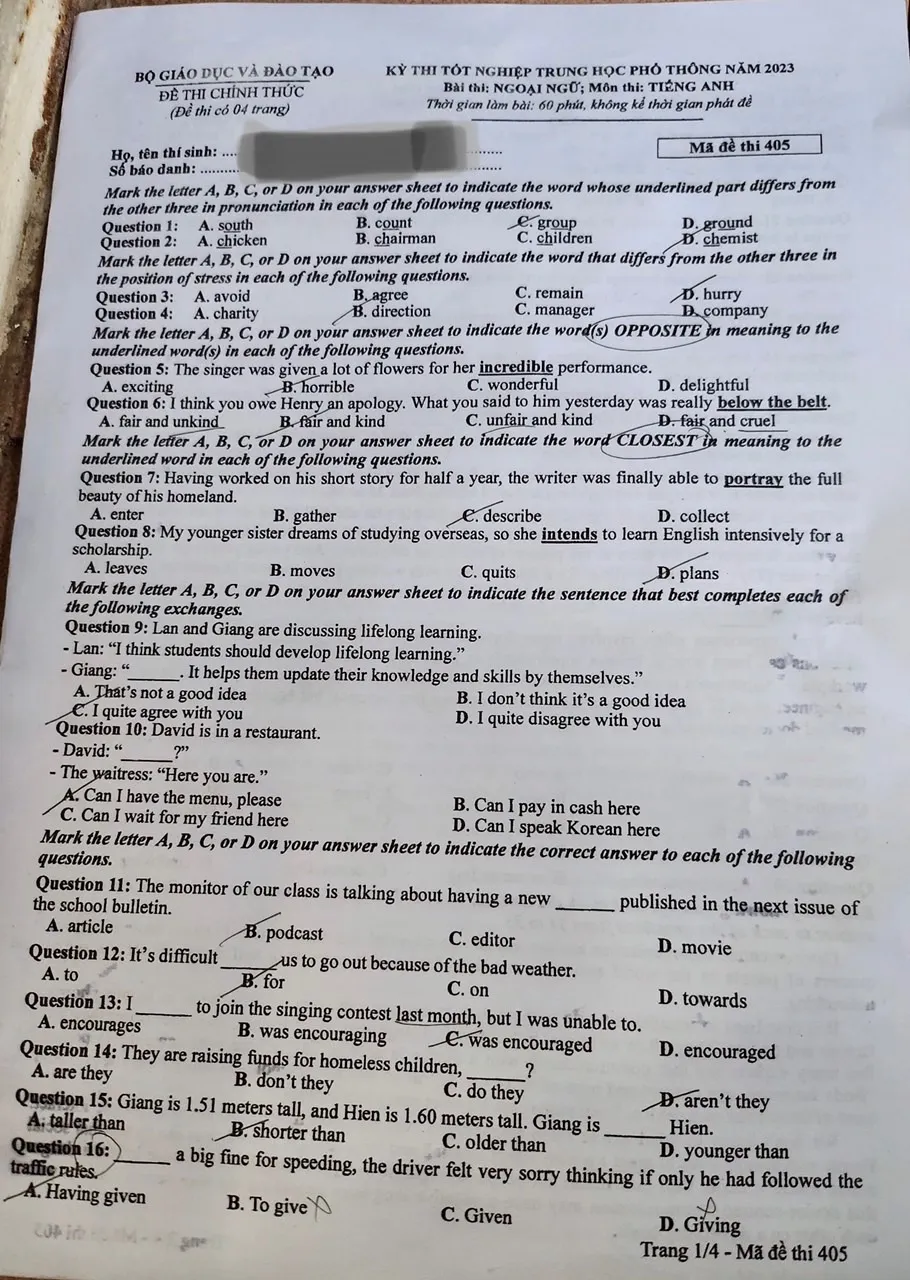 BỘ GIÁO DỤC VÀ ĐÀO TẠO
ĐỀ THI CHÍNH THỨC
(Đề thi có 04 trang)
KỲ THI TỐT NGHIỆP TRUNG HỌC PHỔ THÔNG NĂM 2023
Bài thi: NGOẠI NGỮ; Môn thi: TIẾNG ANH
Thời gian làm bài: 60 phút, không kể thời gian phát đề
Họ, tên thí sinh: ....
Số báo danh: ..........
Mã đề thi 405
Mark the letter A, B, C, or D on your answer sheet to indicate the word whose underlined part differs from
the other three in pronunciation in each of the following questions.
Question 1: A. south B. count C. group D. ground
Question 2: A. chicken B. chairman C. children D. chemist
Mark the letter A, B, C, or D on your answer sheet to indicate the word that differs from the other three in
the position of stress in each of the following questions.
Question 3: A. avoid B. agree C. remain D. hurry
Question 4: A. charity B. direction C. manager D. company
Mark the letter A, B, C, or D on your answer sheet to indicate the word(s) OPPOSITE in meaning to the
underlined word(s) in each of the following questions.
Question 5: The singer was given a lot of flowers for her incredible performance.
A. exciting B. horrible C. wonderful D. delightful
Question 6: I think you owe Henry an apology. What you said to him yesterday was really below the belt.
A. fair and unkind B. fair and kind C. unfair and kind D. fair and cruel
Mark the letter A, B, C, or D on your answer sheet to indicate the word CLOSEST in meaning to the
underlined word in each of the following questions.
Question 7: Having worked on his short story for half a year, the writer was finally able to portray the full
beauty of his homeland.
A. enter B. gather C. describe D. collect
Question 8: My younger sister dreams of studying overseas, so she intends to learn English intensively for a
scholarship.
A. leaves B. moves C. quits D. plans
Mark the letter A, B, C, or D on your answer sheet to indicate the sentence that best completes each of
the following exchanges.
Question 9: Lan and Giang are discussing lifelong learning.
- Lan: “I think students should develop lifelong learning.”
- Giang: “______. It helps them update their knowledge and skills by themselves.”
A. That’s not a good idea B. I don’t think it’s a good idea
C. I quite agree with you D. I quite disagree with you
Question 10: David is in a restaurant.
- David: “______?”
- The waitress: “Here you are.”
A. Can I have the menu, please B. Can I pay in cash here
C. Can I wait for my friend here D. Can I speak Korean here
Mark the letter A, B, C, or D on your answer sheet to indicate the correct answer to each of the following
questions.
Question 11: The monitor of our class is talking about having a new ______ published in the next issue of
the school bulletin.
A. article B. podcast C. editor D. movie
Question 12: It’s difficult ______ us to go out because of the bad weather.
A. to B. for C. on D. towards
Question 13: I ______ to join the singing contest last month, but I was unable to.
A. encourages B. was encouraging C. was encouraged D. encouraged
Question 14: They are raising funds for homeless children, ______?
A. are they B. don’t they C. do they D. aren’t they
Question 15: Giang is 1.51 meters tall, and Hien is 1.60 meters tall. Giang is ______ Hien.
A. taller than B. shorter than C. older than D. younger than
Question 16: ______ a big fine for speeding, the driver felt very sorry thinking if only he had followed the
traffic rules.
A. Having given B. To give C. Given D. Giving
Trang 1/4 - Mã đề thi 405